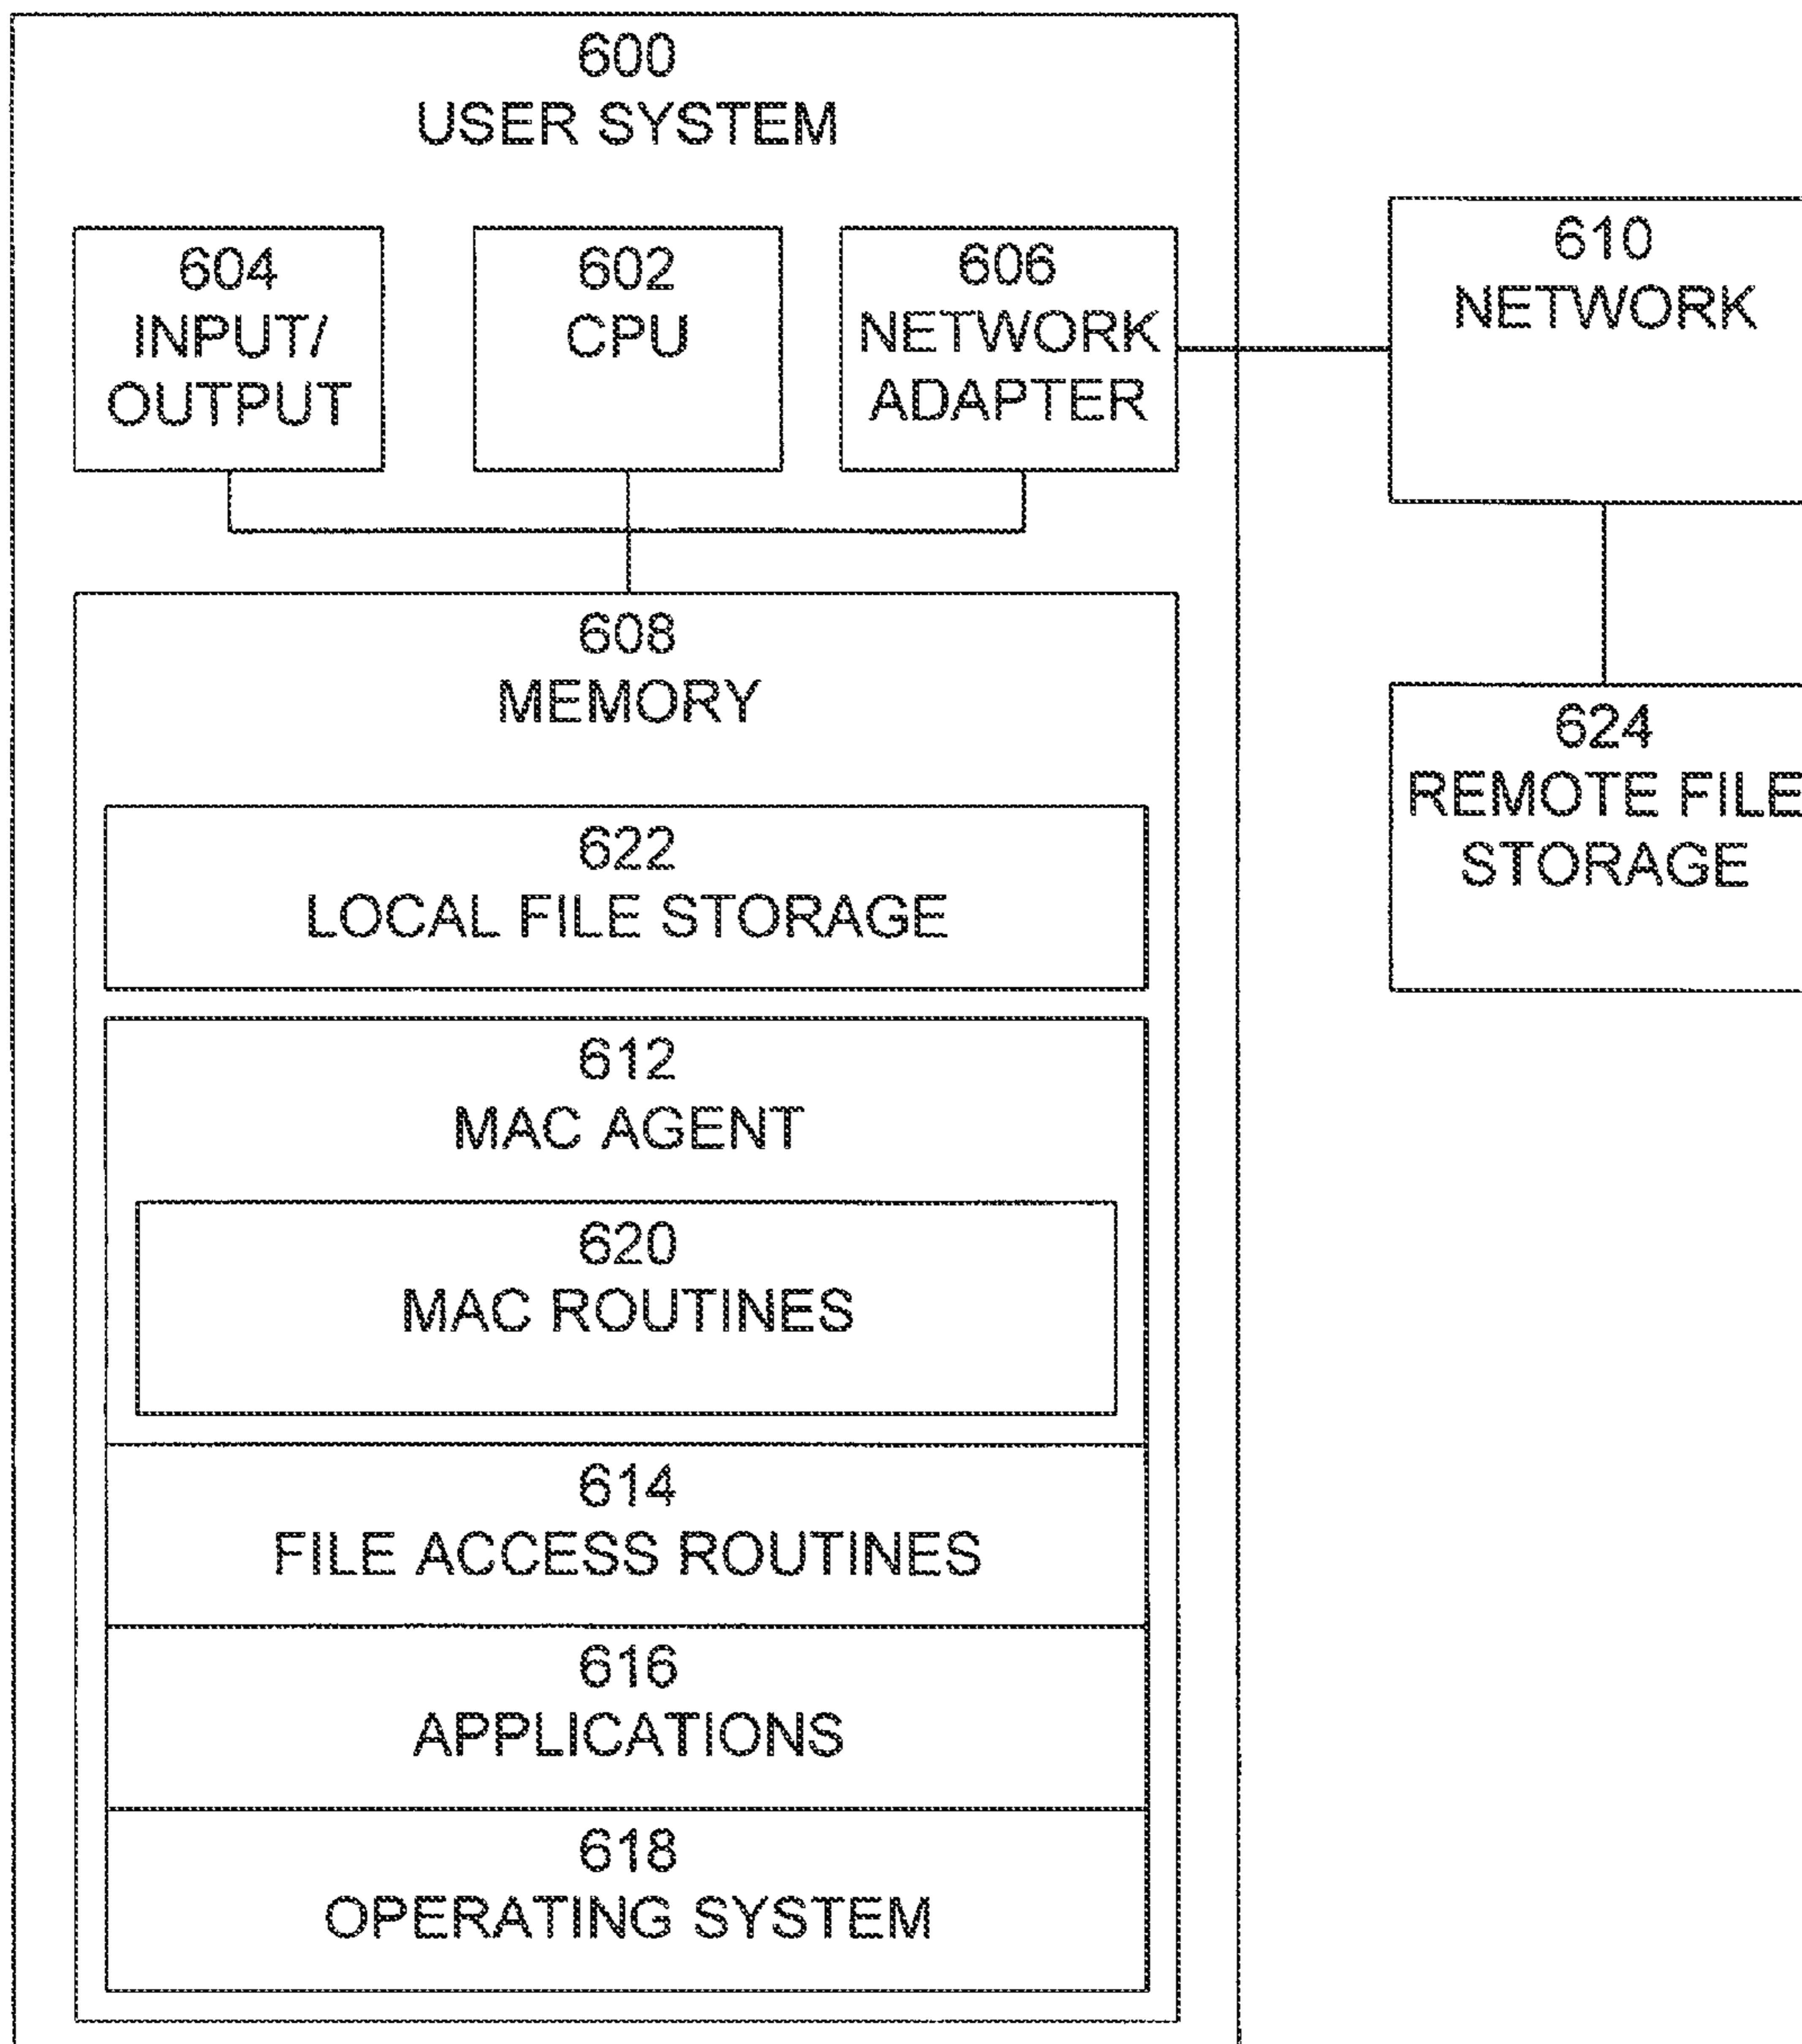 600
USER SYSTEM
604
INPUT/
OUTPUT
602
CPU
606
NETWORK
ADAPTER
610
NETWORK
608
MEMORY
624
REMOTE FILE
STORAGE
622
LOCAL FILE STORAGE
612
MAC AGENT
620
MAC ROUTINES
614
FILE ACCESS ROUTINES
616
APPLICATIONS
618
OPERATING SYSTEM